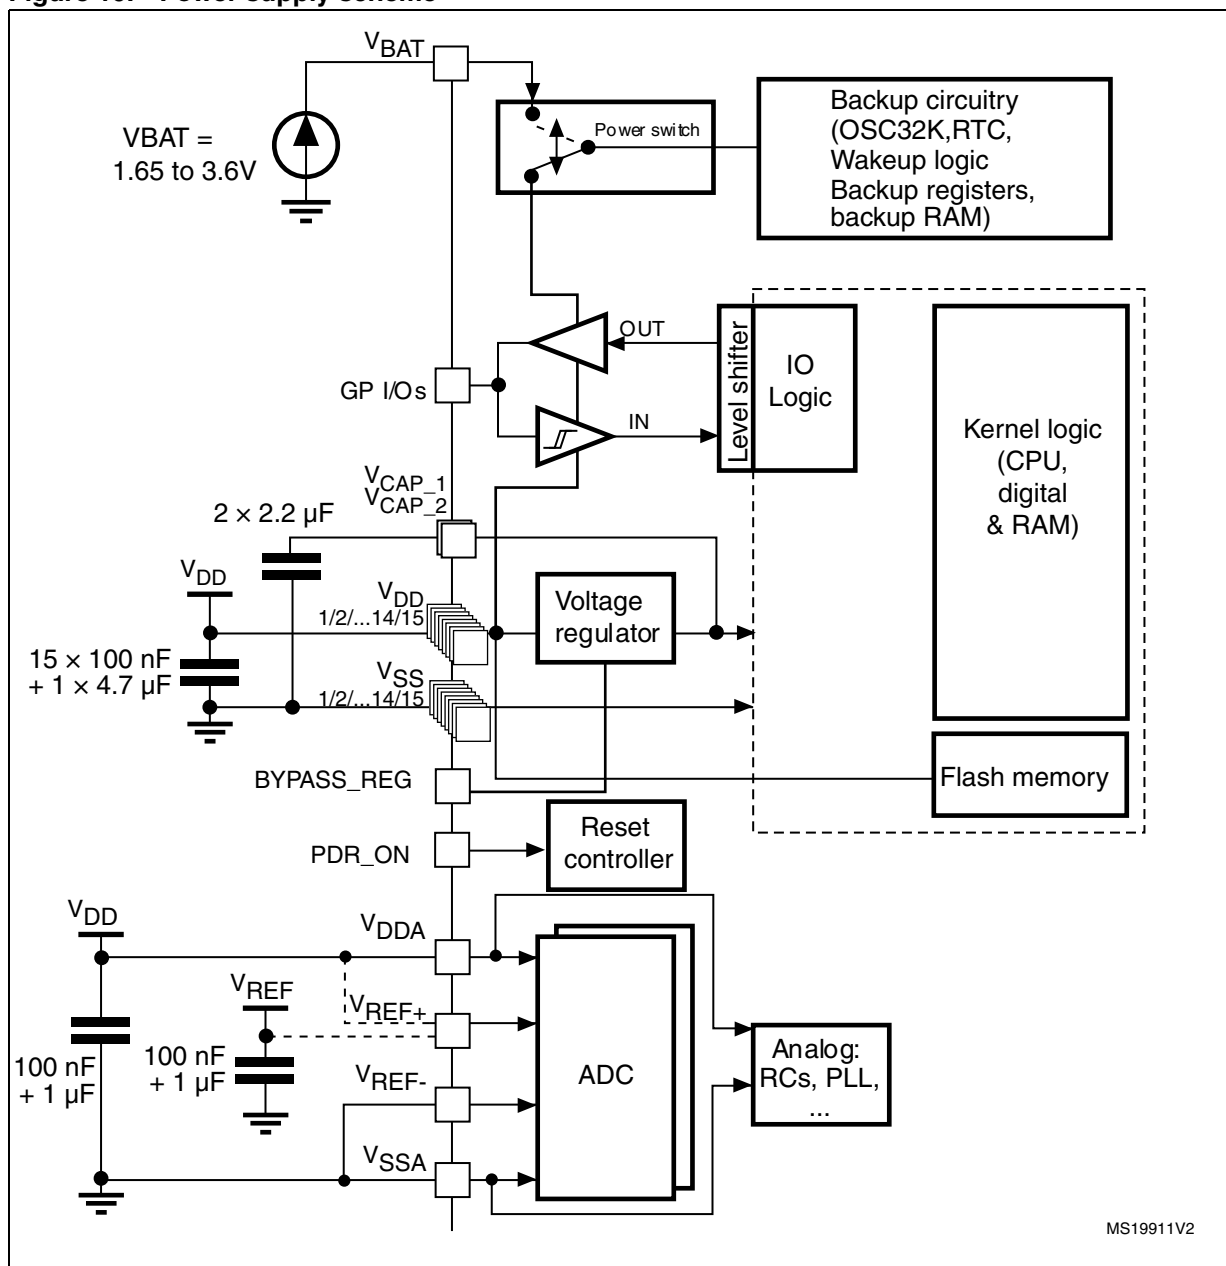 VBAT
VBAT =
1.65 to 3.6V
Power switch
Backup circuitry
(OSC32K,RTC,
Wakeup logic
Backup registers,
backup RAM)
OUT
GP I/Os
IN
Level shifter
IO
Logic
Kernel logic
(CPU,
digital
& RAM)
VCAP_1
VCAP_2
2 × 2.2 µF
VDD
VDD
1/2/...14/15
Voltage
regulator
15 × 100 nF
+ 1 × 4.7 µF
VSS
1/2/...14/15
BYPASS_REG
Flash memory
PDR_ON
Reset
controller
VDD
VDDA
VREF
VREF+
100 nF
+ 1 µF
100 nF
+ 1 µF
VREF-
ADC
Analog:
RCs, PLL,
...
VSSA
MS19911V2